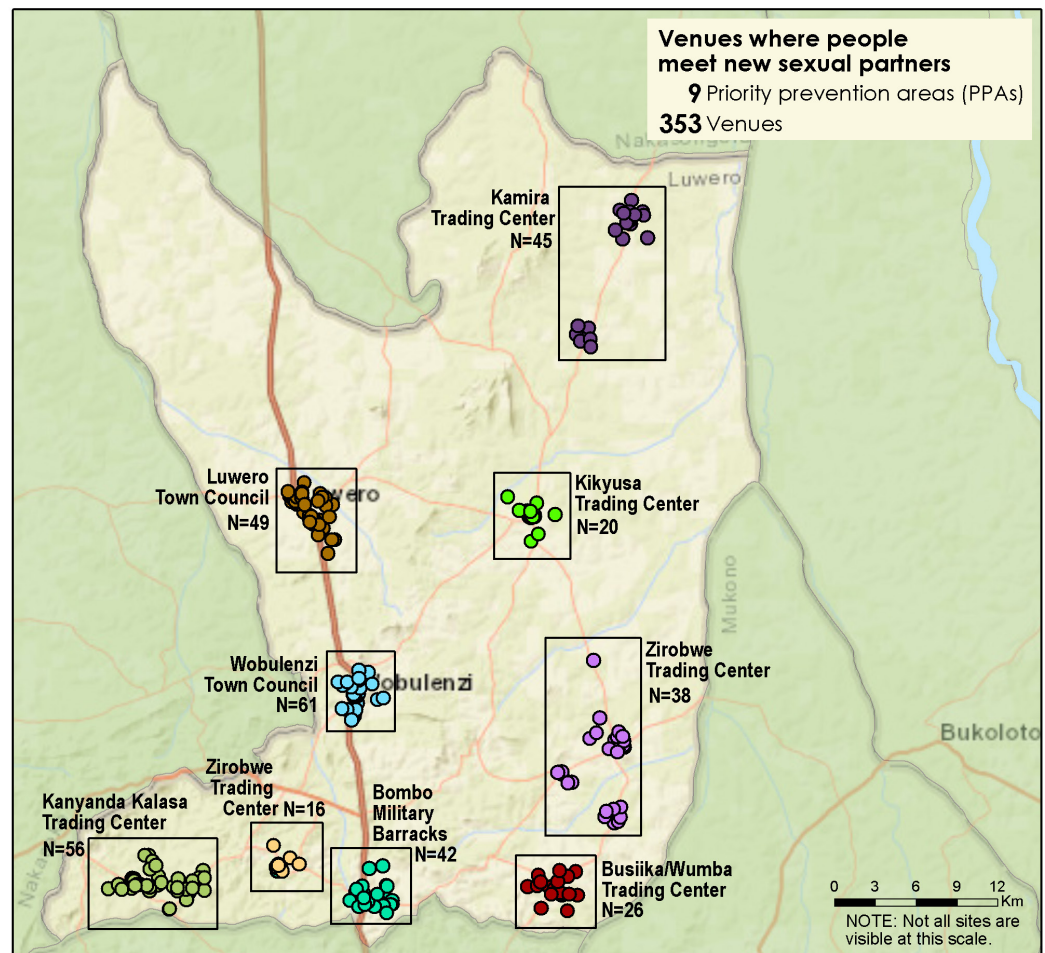 Venues where people
meet new sexual partners
9 Priority prevention areas (PPAs)
353 Venues
Luwero
Kamira
Trading Center
N=45
Luwero
Town Council
N=49
Kikyusa
Trading Center
N=20
Mukono
Wobulenzi
Town Council
N=61
Zirobwe
Trading Center
N=38
Bukoloto
Zirobwe
Trading
Center N=16
Bombo
Military
Barracks
N=42
Kanyanda Kalasa
Trading Center
N=56
Busiika/Wumba
Trading Center
N=26
0 3 6 9 12
Km
NOTE: Not all sites are
visible at this scale.